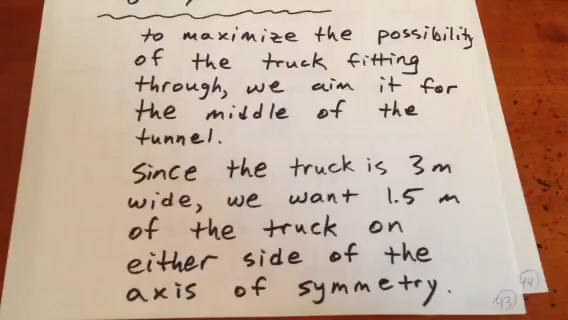 to maximize the possibility
of the truck fitting
through, we aim it for
the middle of the
tunnel.
Since the truck is 3 m
wide, we want 1.5 m
of the truck on
either side of the
axis of symmetry.
44
43